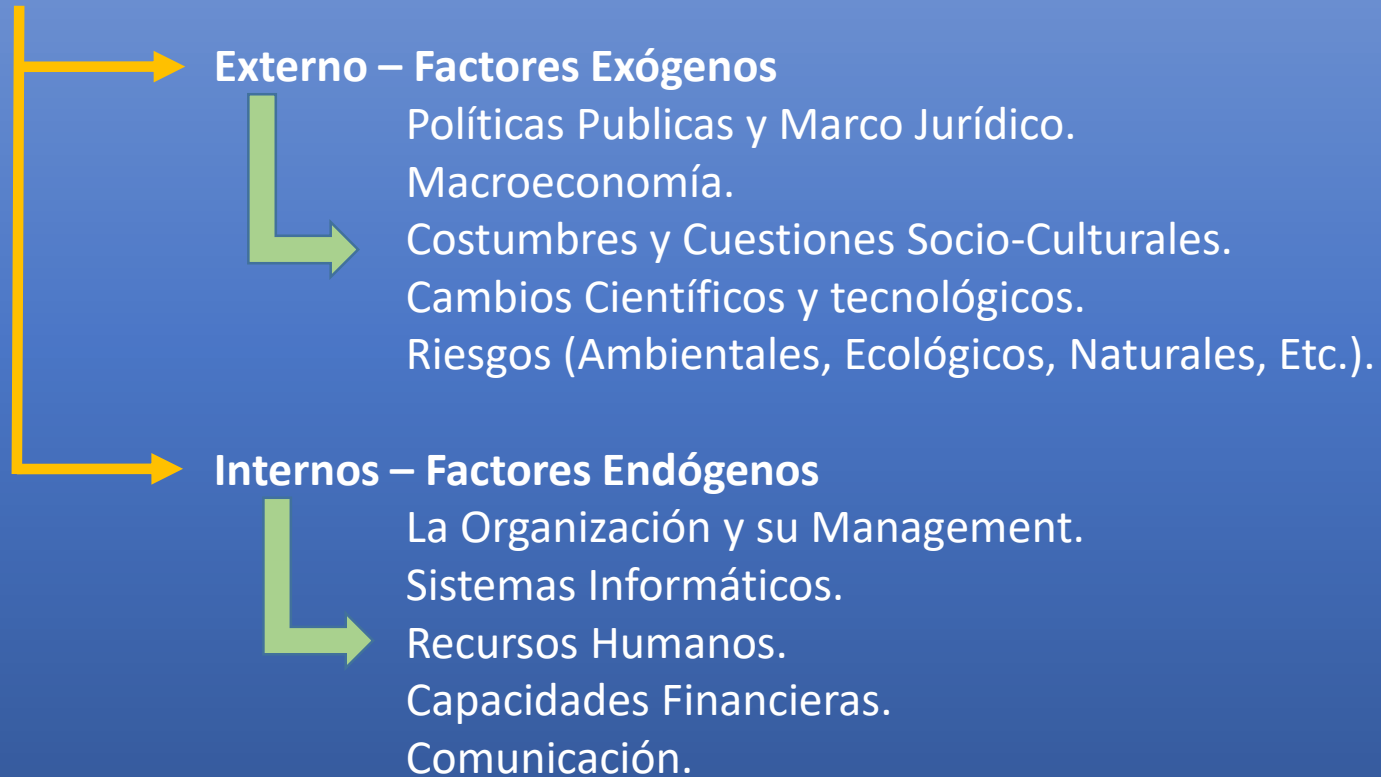 Externo – Factores Exógenos
Políticas Publicas y Marco Jurídico.
Macroeconomía.
Costumbres y Cuestiones Socio-Culturales.
Cambios Científicos y tecnológicos.
Riesgos (Ambientales, Ecológicos, Naturales, Etc.).
Internos – Factores Endógenos
La Organización y su Management.
Sistemas Informáticos.
Recursos Humanos.
Capacidades Financieras.
Comunicación.